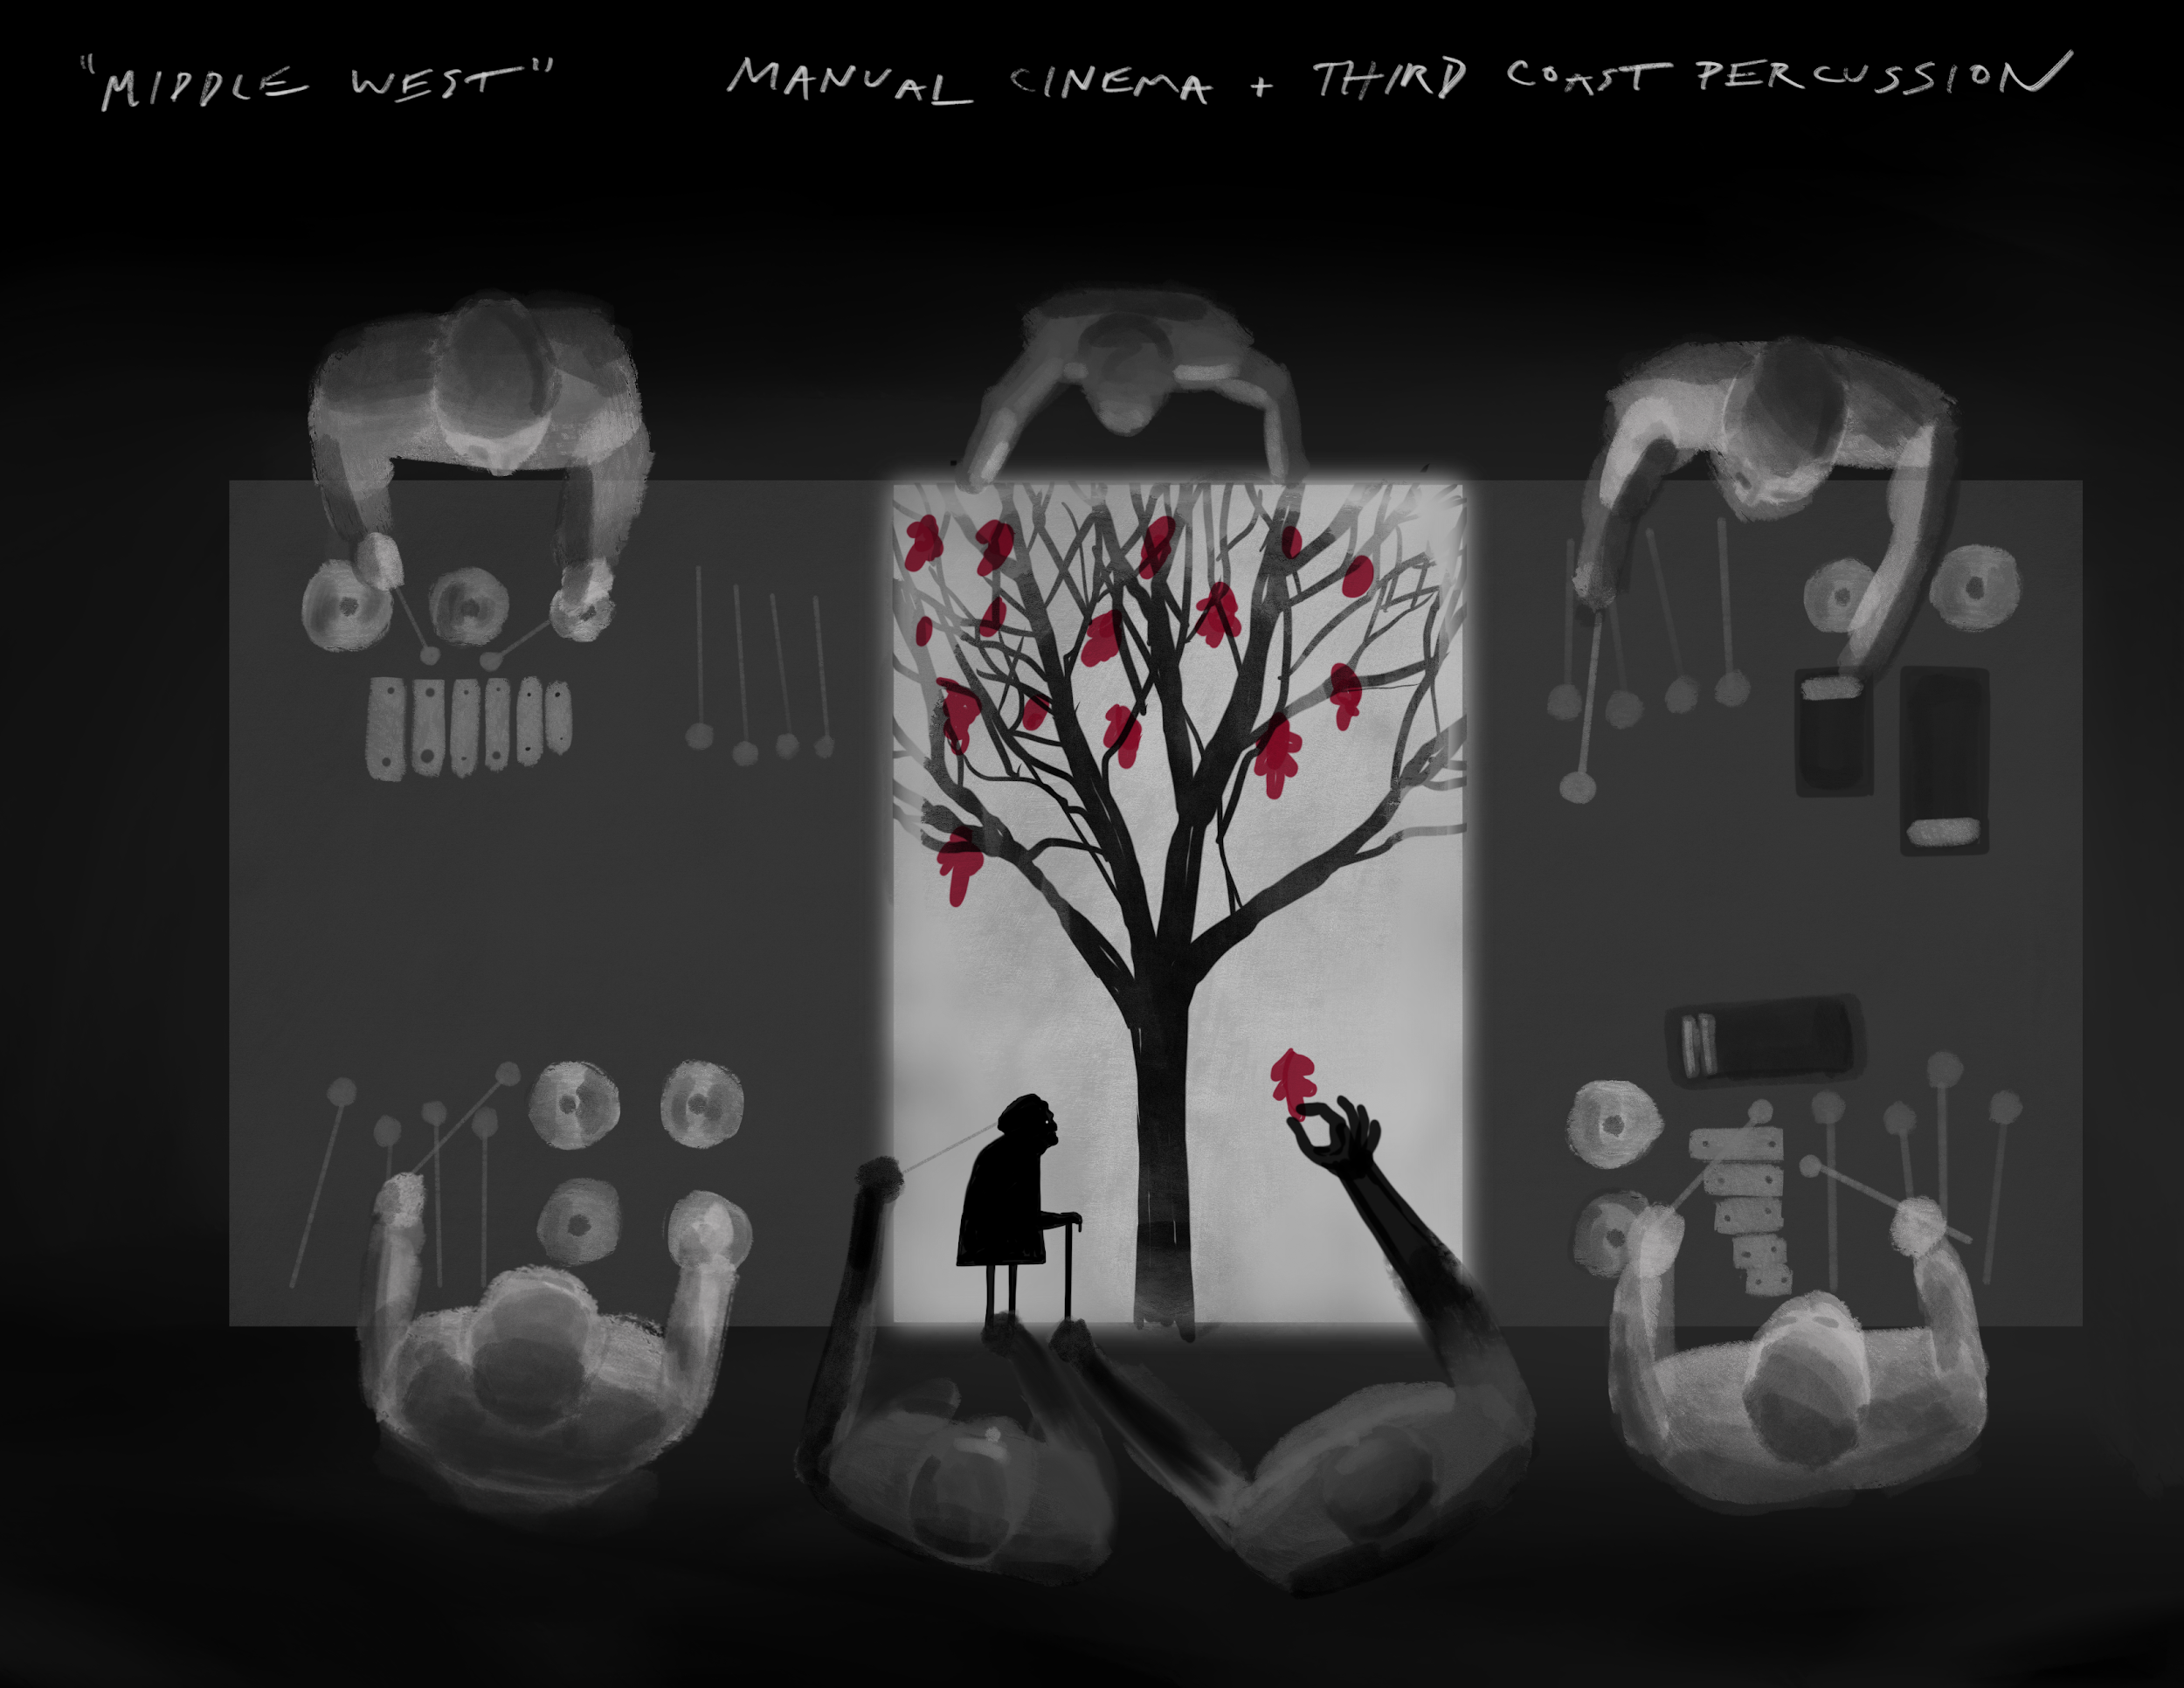 "MIDDLE WEST" MANUAL CINEMA + THIRD COAST PERCUSSION